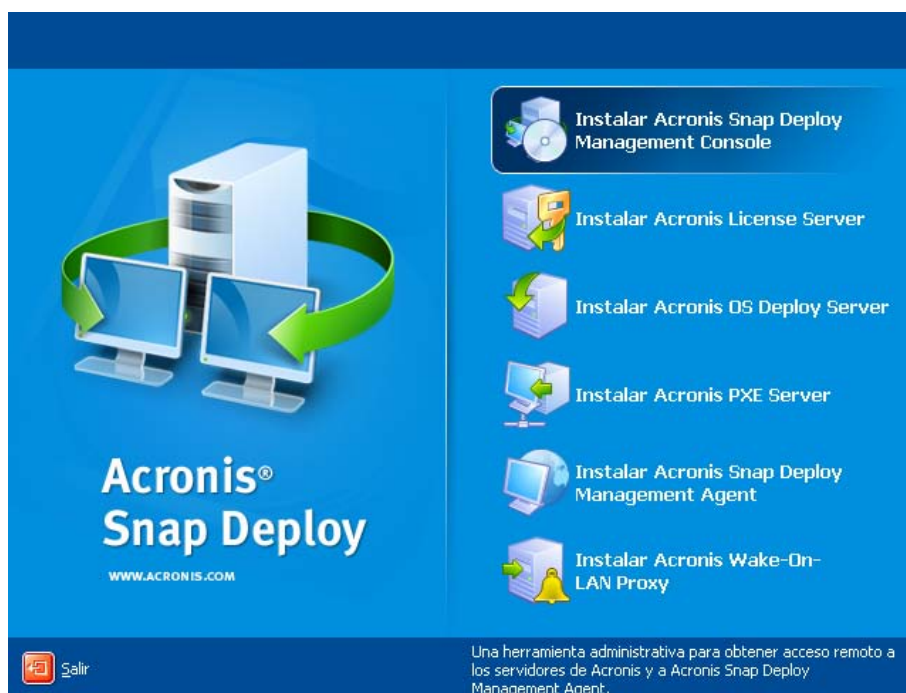 Acronis®
Snap Deploy
WWW.ACRONIS.COM
Instalar Acronis Snap Deploy
Management Console
Instalar Acronis License Server
Instalar Acronis OS Deploy Server
Instalar Acronis PXE Server
Instalar Acronis Snap Deploy
Management Agent
Instalar Acronis Wake-On-
LAN Proxy
Salir
Una herramienta administrativa para obtener acceso remoto a
los servidores de Acronis y a Acronis Snap Deploy
Management Agent.